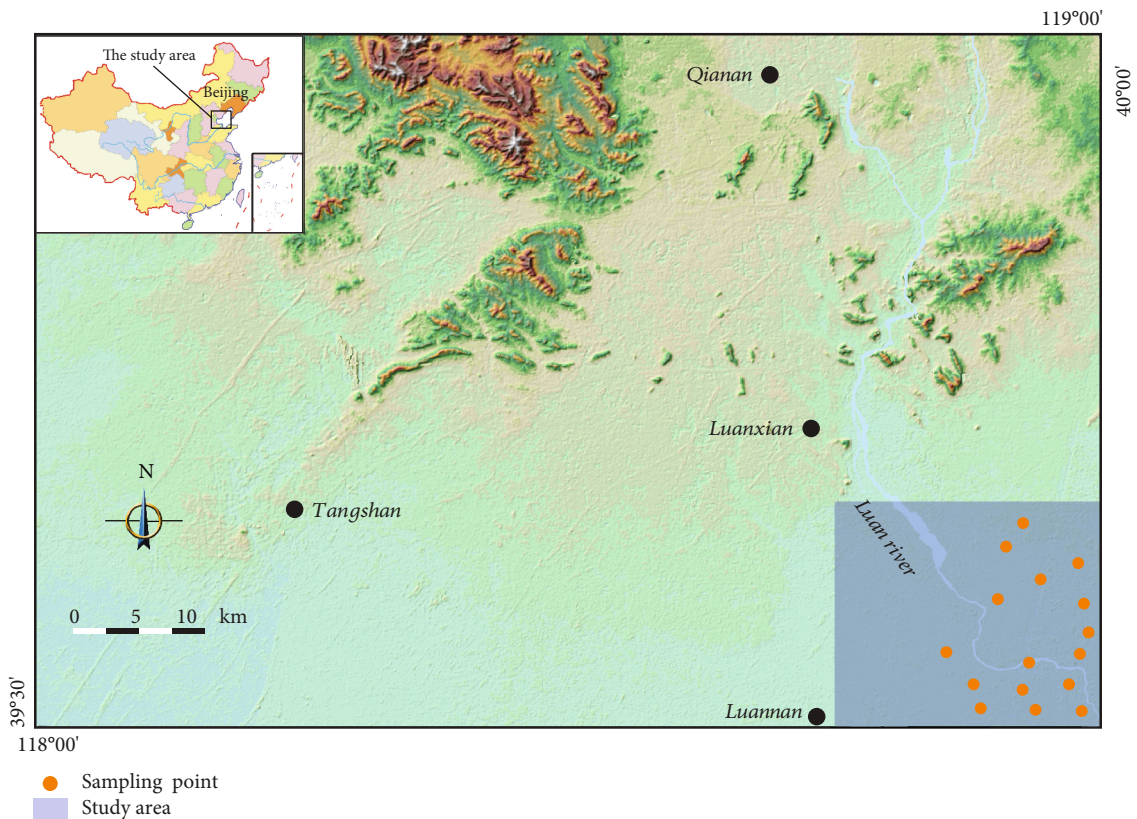 119°00'
40°00'
The study area
Beijing
Qianan
Luanxian
N
Tangshan
Luan river
0 5 10 km
39°30'
Luannan
118°00'
Sampling point
Study area